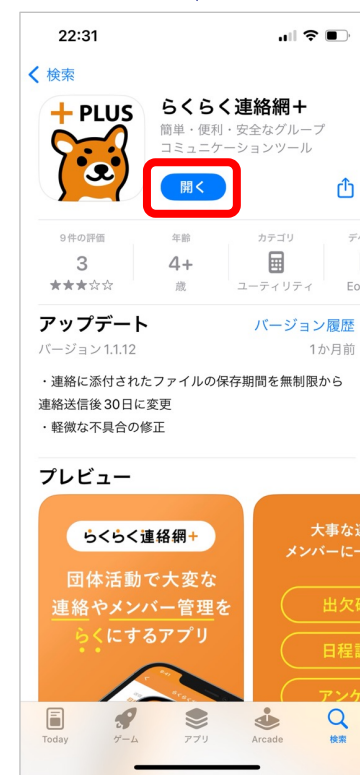 22:31
検索
+ PLUS
らくらく連絡網＋
簡単・便利・安全なグループ
コミュニケーションツール
開く
9件の評価
年齢
カテゴリ
3
4+
★★★☆☆
歳
ユーティリティ
アップデート
バージョン履歴
バージョン 1.1.12
1か月前
・連絡に添付されたファイルの保存期間を無制限から
連絡送信後30日に変更
・軽微な不具合の修正
プレビュー
らくらく連絡網+
団体活動で大変な
連絡やメンバー管理を
らくにするアプリ
大事な
メンバーに一
出欠
日程
アンケ
Today
ゲーム
アプリ
Arcade
検索